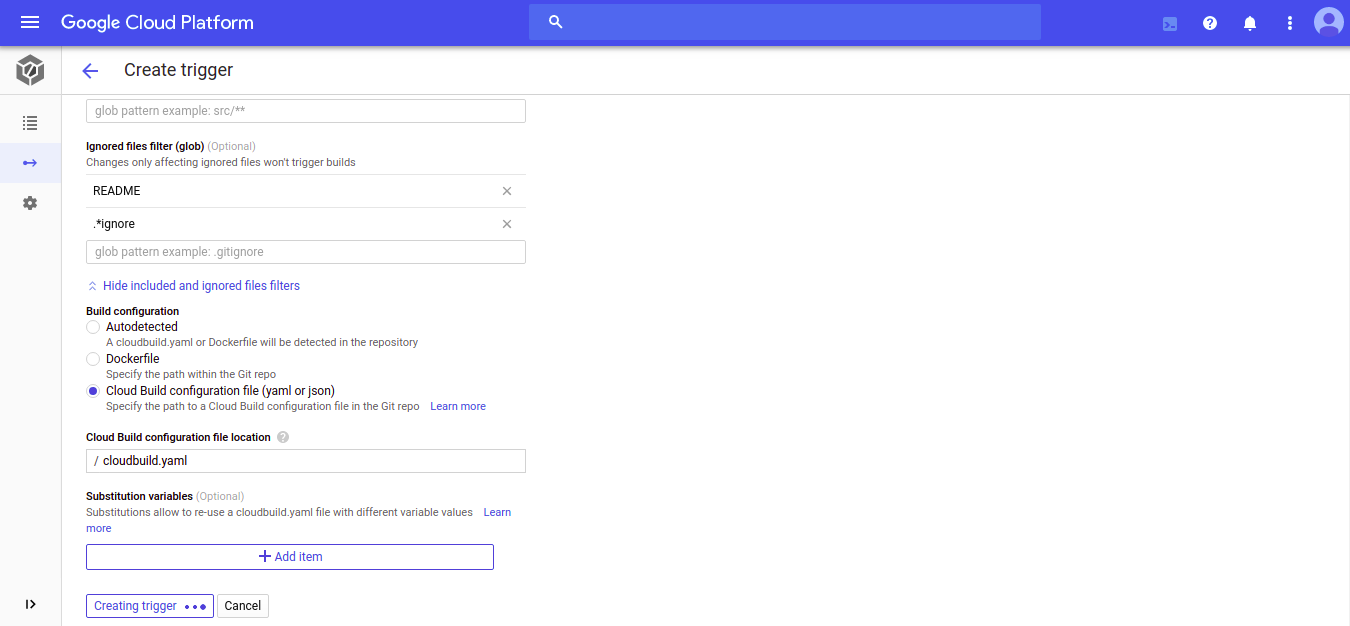 Google Cloud Platform
Create trigger
glob pattern example: src/**
Ignored files filter (glob) (Optional)
Changes only affecting ignored files won't trigger builds
README
.*ignore
glob pattern example: .gitignore
Hide included and ignored files filters
Build configuration
Autodetected
A cloudbuild.yaml or Dockerfile will be detected in the repository
Dockerfile
Specify the path within the Git repo
Cloud Build configuration file (yaml or json)
Specify the path to a Cloud Build configuration file in the Git repo Learn more
Cloud Build configuration file location ?
/ cloudbuild.yaml
Substitution variables (Optional)
Substitutions allow to re-use a cloudbuild.yaml file with different variable values Learn
more
Add item
Creating trigger Cancel